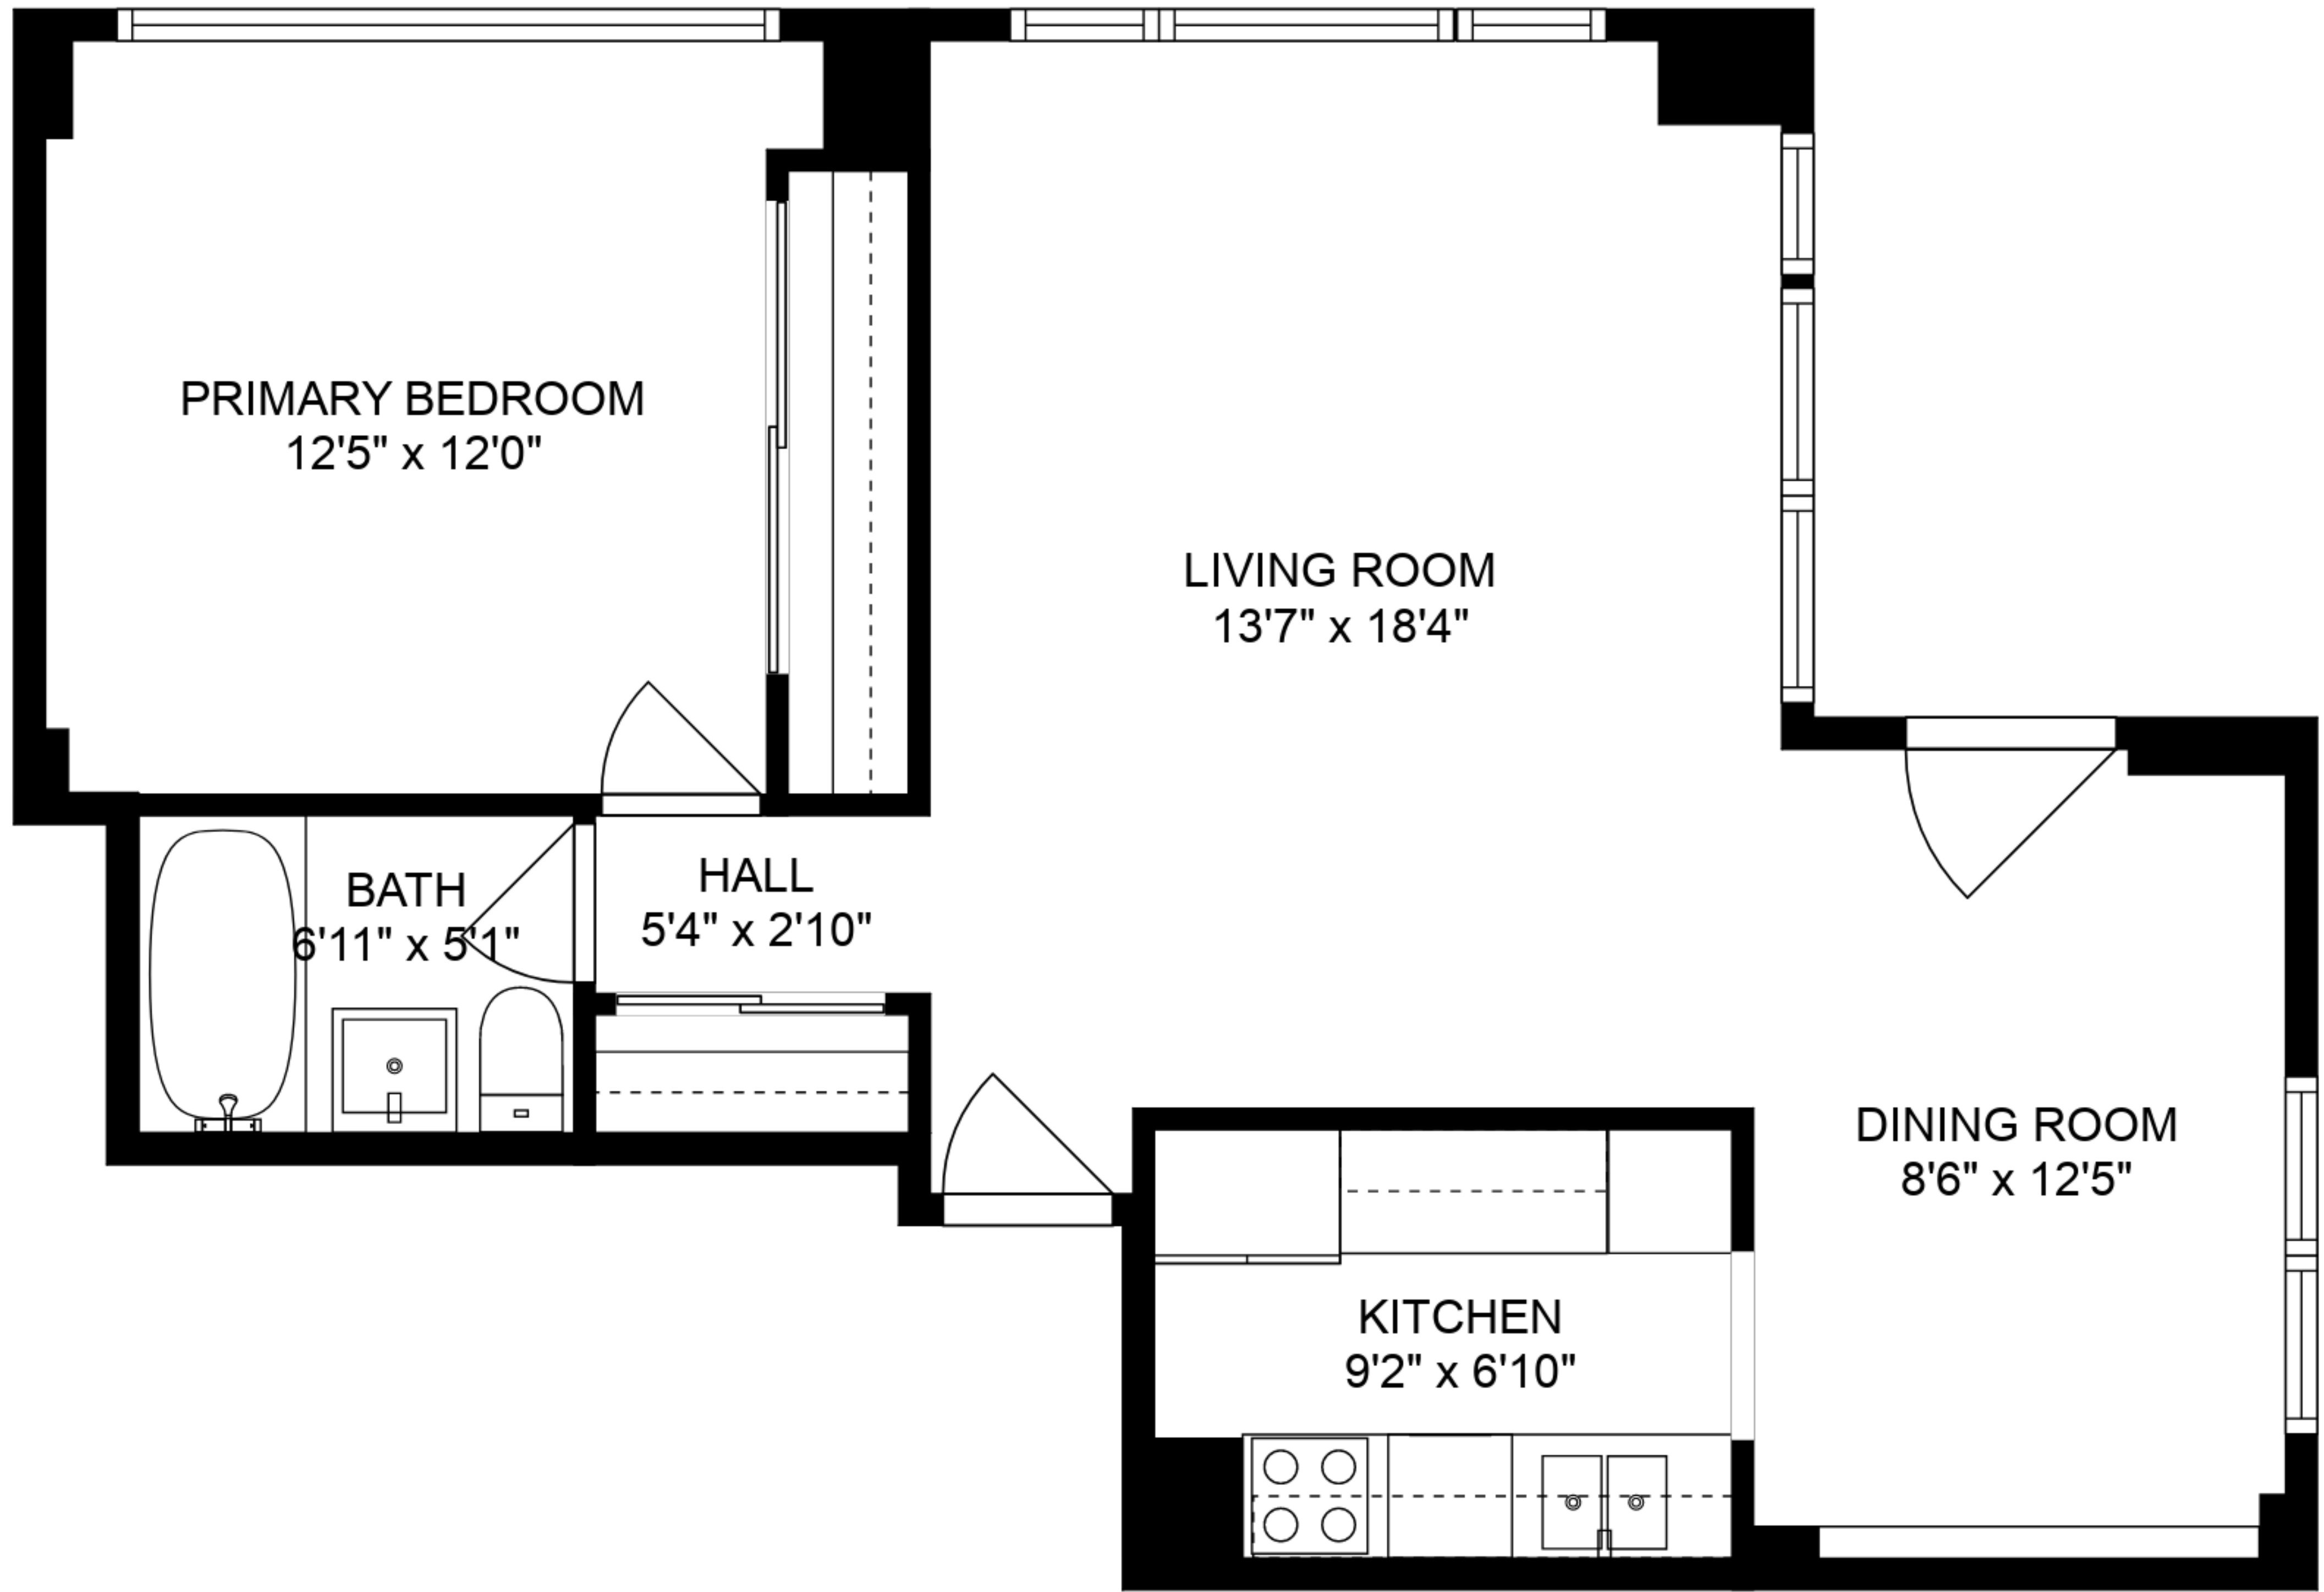 PRIMARY BEDROOM
12'5" x 12'0"
LIVING ROOM
13'7" x 18'4"
BATH
6'11" x 5'1"
HALL
5'4" x 2'10"
DINING ROOM
8'6" x 12'5"
KITCHEN
9'2" x 6'10"